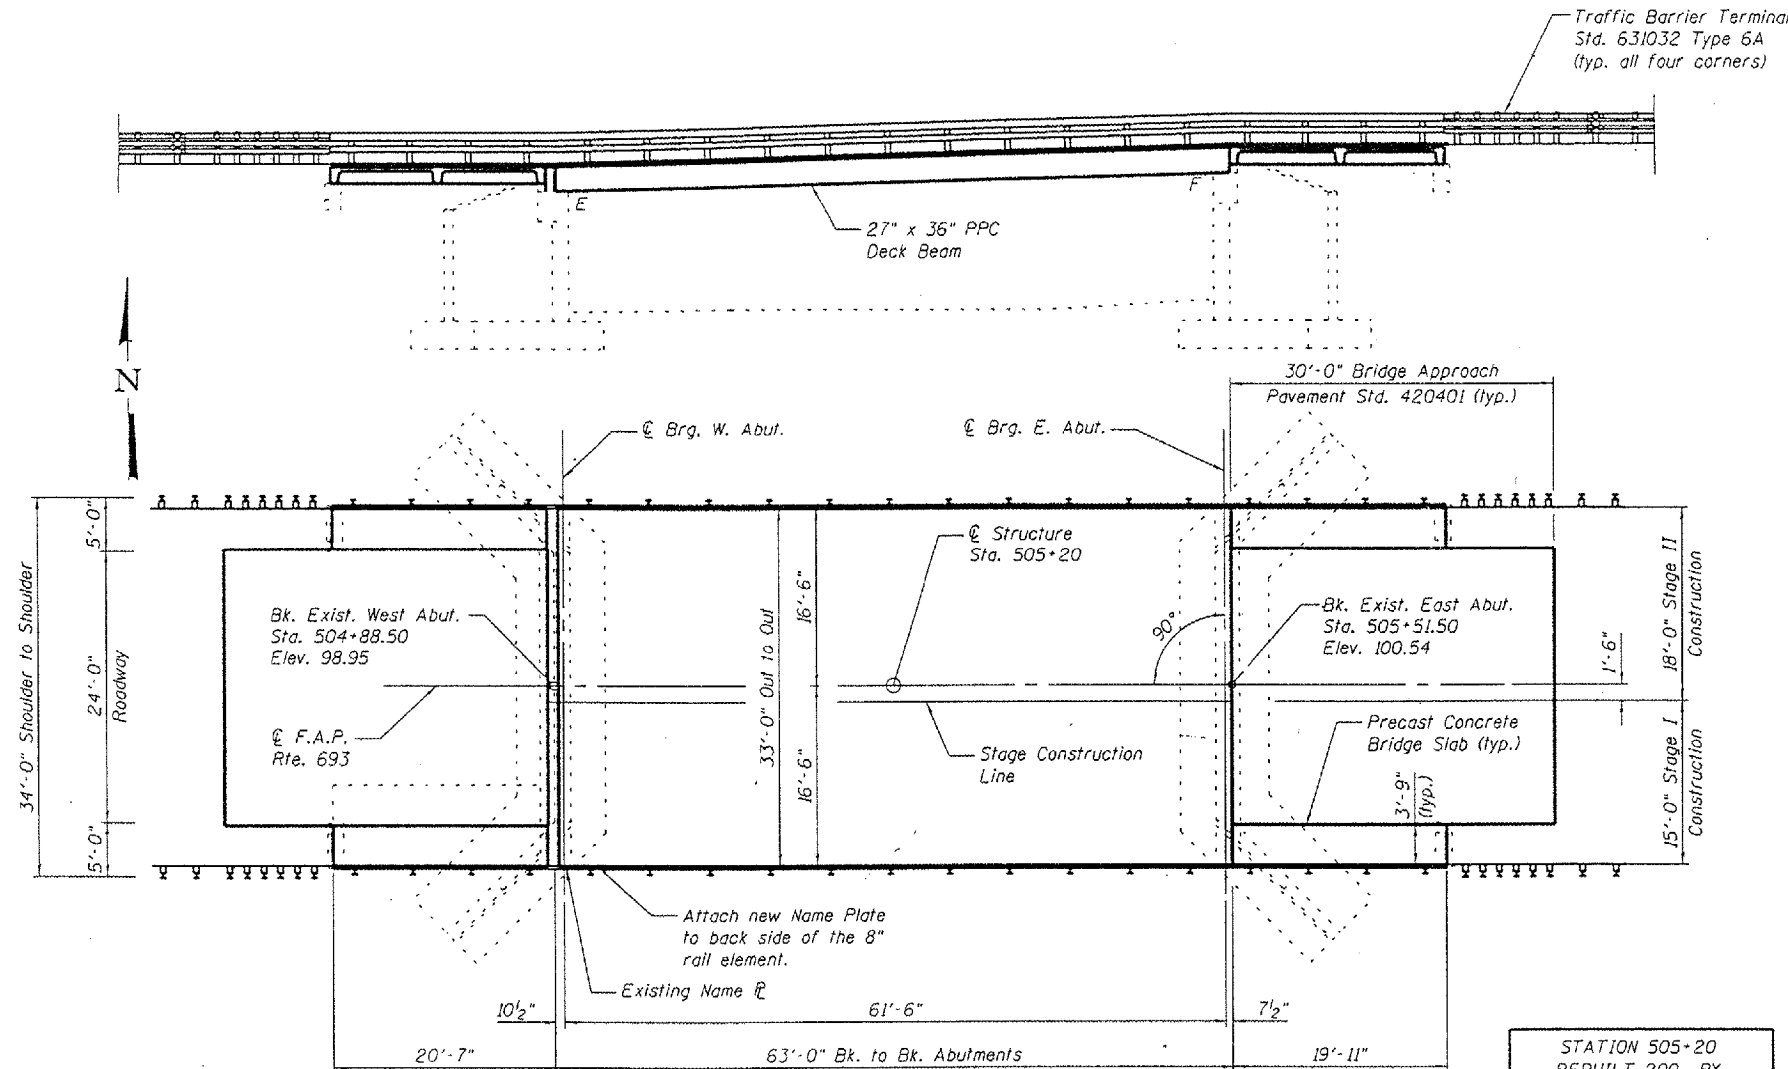 Traffic Barrier Terminal
Std. 631032 Type 6A
(typ. all four corners)
E
F
27" x 36" PPC
Deck Beam
N
30'-0" Bridge Approach
Pavement Std. 420401 (typ.)
℄ Brg. W. Abut.
℄ Brg. E. Abut.
34'-0" Shoulder to Shoulder
5'-0"
24'-0"
Roadway
5'-0"
℄ Structure
Sta. 505+20
Bk. Exist. West Abut.
Sta. 504+88.50
Elev. 98.95
33'-0" Out to Out
16'-6"
16'-6"
90°
Bk. Exist. East Abut.
Sta. 505+51.50
Elev. 100.54
1'-6"
18'-0" Stage II
Construction
15'-0" Stage I
Construction
℄ F.A.P.
Rte. 693
Stage Construction
Line
Precast Concrete
Bridge Slab (typ.)
3'-9"
(typ.)
Attach new Name Plate
to back side of the 8"
rail element.
Existing Name ⅊
10½"
61'-6"
7½"
20'-7"
63'-0" Bk. to Bk. Abutments
19'-11"
STATION 505+20